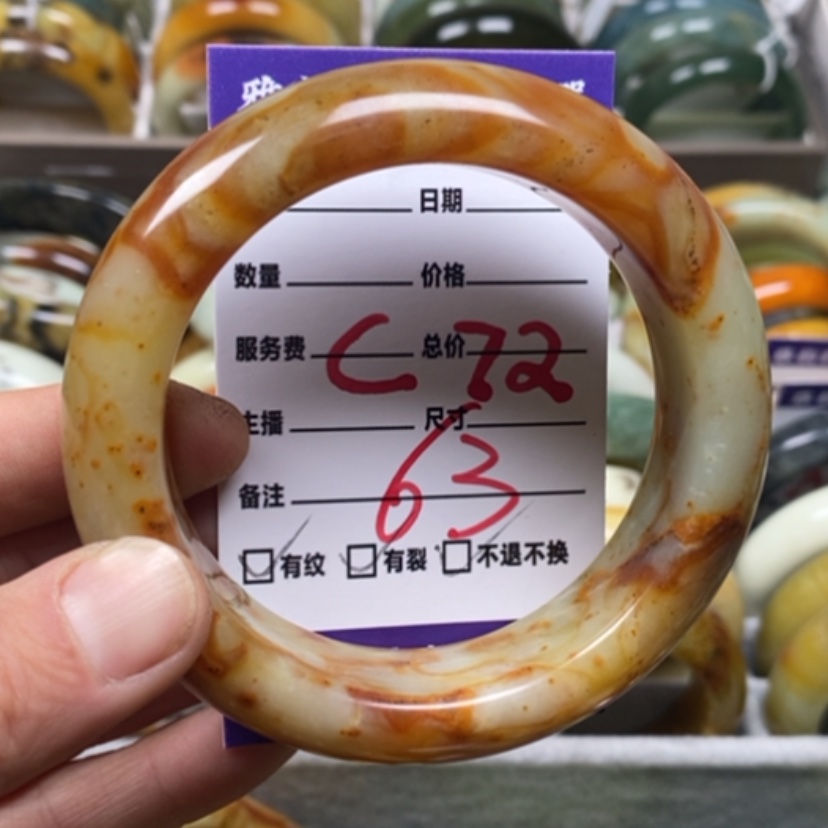 日期
数量 价格
服务费 C 总价 72
主播 尺寸
63
备注
有纹 有裂 不退不换